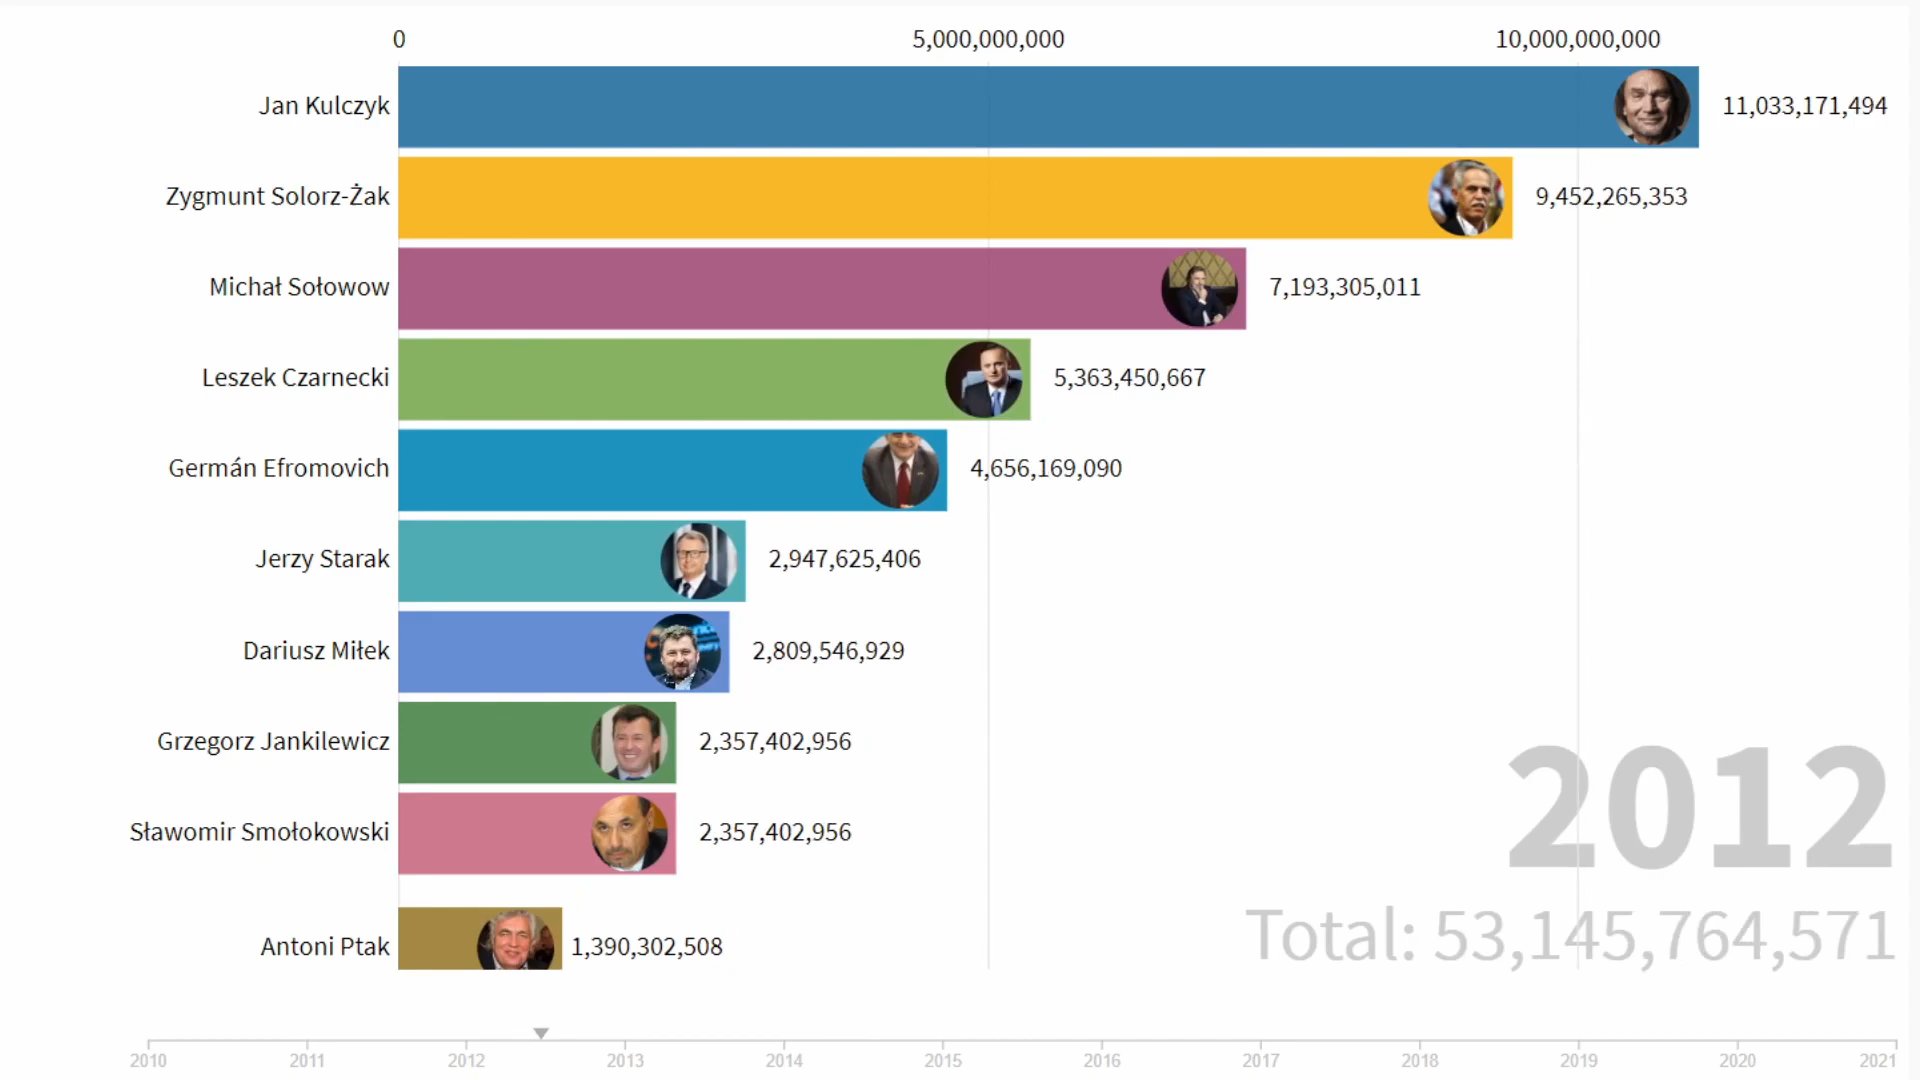 0 5,000,000,000 10,000,000,000
Jan Kulczyk 11,033,171,494
Zygmunt Solorz-Żak 9,452,265,353
Michał Sołowow 7,193,305,011
Leszek Czarnecki 5,363,450,667
Germán Efromovich 4,656,169,090
Jerzy Starak 2,947,625,406
Dariusz Miłek 2,809,546,929
Grzegorz Jankilewicz 2,357,402,956
Sławomir Smołokowski 2,357,402,956
Antoni Ptak 1,390,302,508
2012
Total: 53,145,764,571
2010 2011 2012 2013 2014 2015 2016 2017 2018 2019 2020 2021